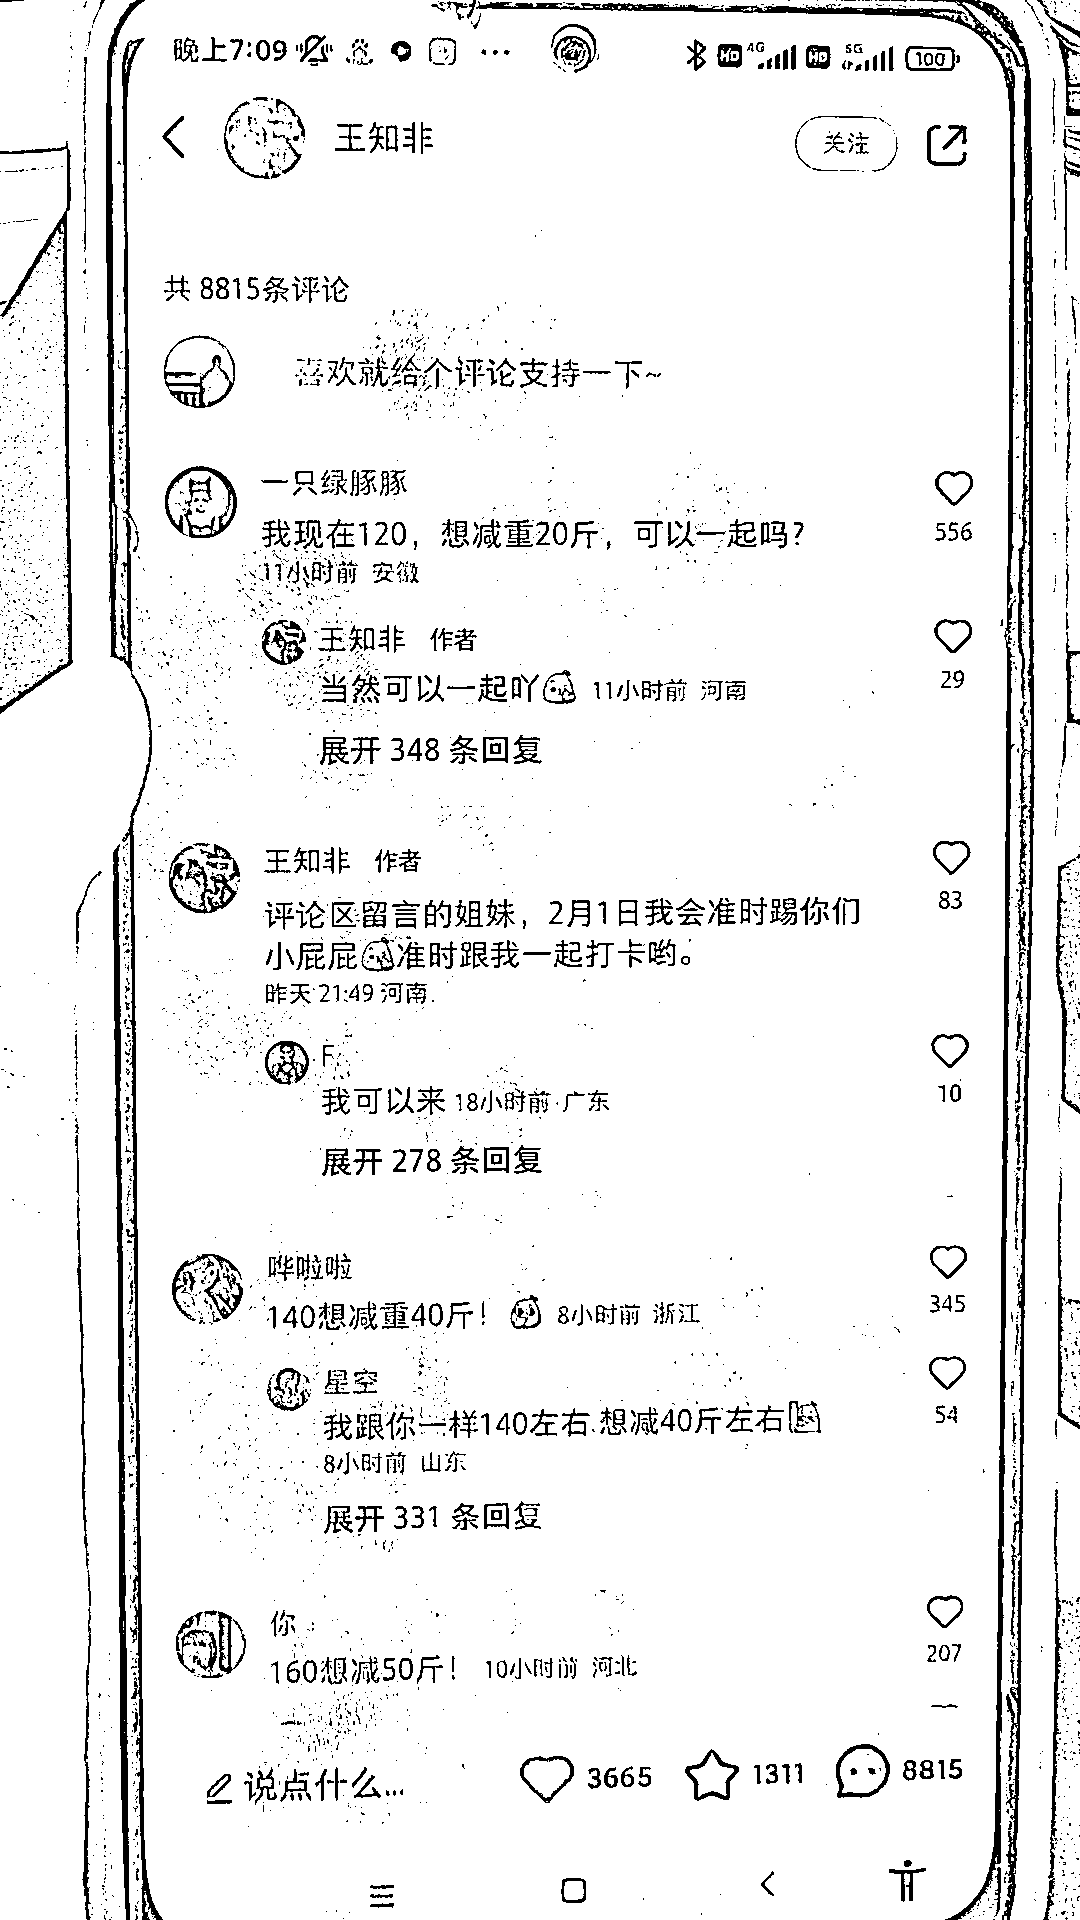 晚上7:09
HD 4G HD 5G 100
王知非
关注
共 8815条评论
喜欢就给个评论支持一下~
一只绿豚豚
我现在120，想减重20斤，可以一起吗？
556
11小时前 安徽
王知非 作者
当然可以一起吖 11小时前 河南
29
展开 348 条回复
王知非 作者
评论区留言的姐妹，2月1日我会准时踢你们
小屁屁准时跟我一起打卡哟。
83
昨天 21:49 河南
F
我可以来 18小时前 广东
10
展开 278 条回复
哗啦啦
140想减重40斤！ 8小时前 浙江
345
星空
我跟你一样140左右.想减40斤左右
54
8小时前 山东
展开 331 条回复
你
160想减50斤！ 10小时前 河北
207
说点什么...
3665
1311
8815